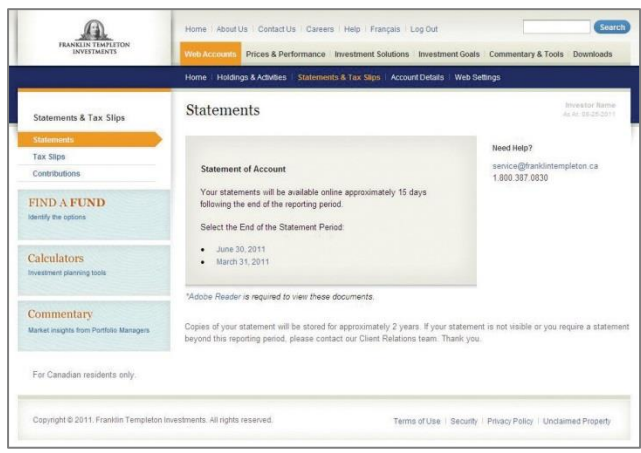 FRANKLIN TEMPLETON
INVESTMENTS
Home | About Us | Contact Us | Careers | Help | Français | Log Out
Search
Web Accounts Prices & Performance Investment Solutions Investment Goals Commentary & Tools Downloads
Home | Holdings & Activities | Statements & Tax Slips | Account Details | Web Settings
Statements & Tax Slips
Statements
Tax Slips
Contributions
FIND A FUND
Identify the options
Calculators
Investment planning tools
Commentary
Market insights from Portfolio Managers
For Canadian residents only.
Statements
Investor Name
As At: 09-25-2011
Statement of Account
Your statements will be available online approximately 15 days
following the end of the reporting period.
Select the End of the Statement Period:
• June 30, 2011
• March 31, 2011
*Adobe Reader is required to view these documents.
Copies of your statement will be stored for approximately 2 years. If your statement is not visible or you require a statement
beyond this reporting period, please contact our Client Relations team. Thank you.
Need Help?
service@franklintempleton.ca
1.800.387.0830
Copyright © 2011. Franklin Templeton Investments. All rights reserved.
Terms of Use | Security | Privacy Policy | Unclaimed Property